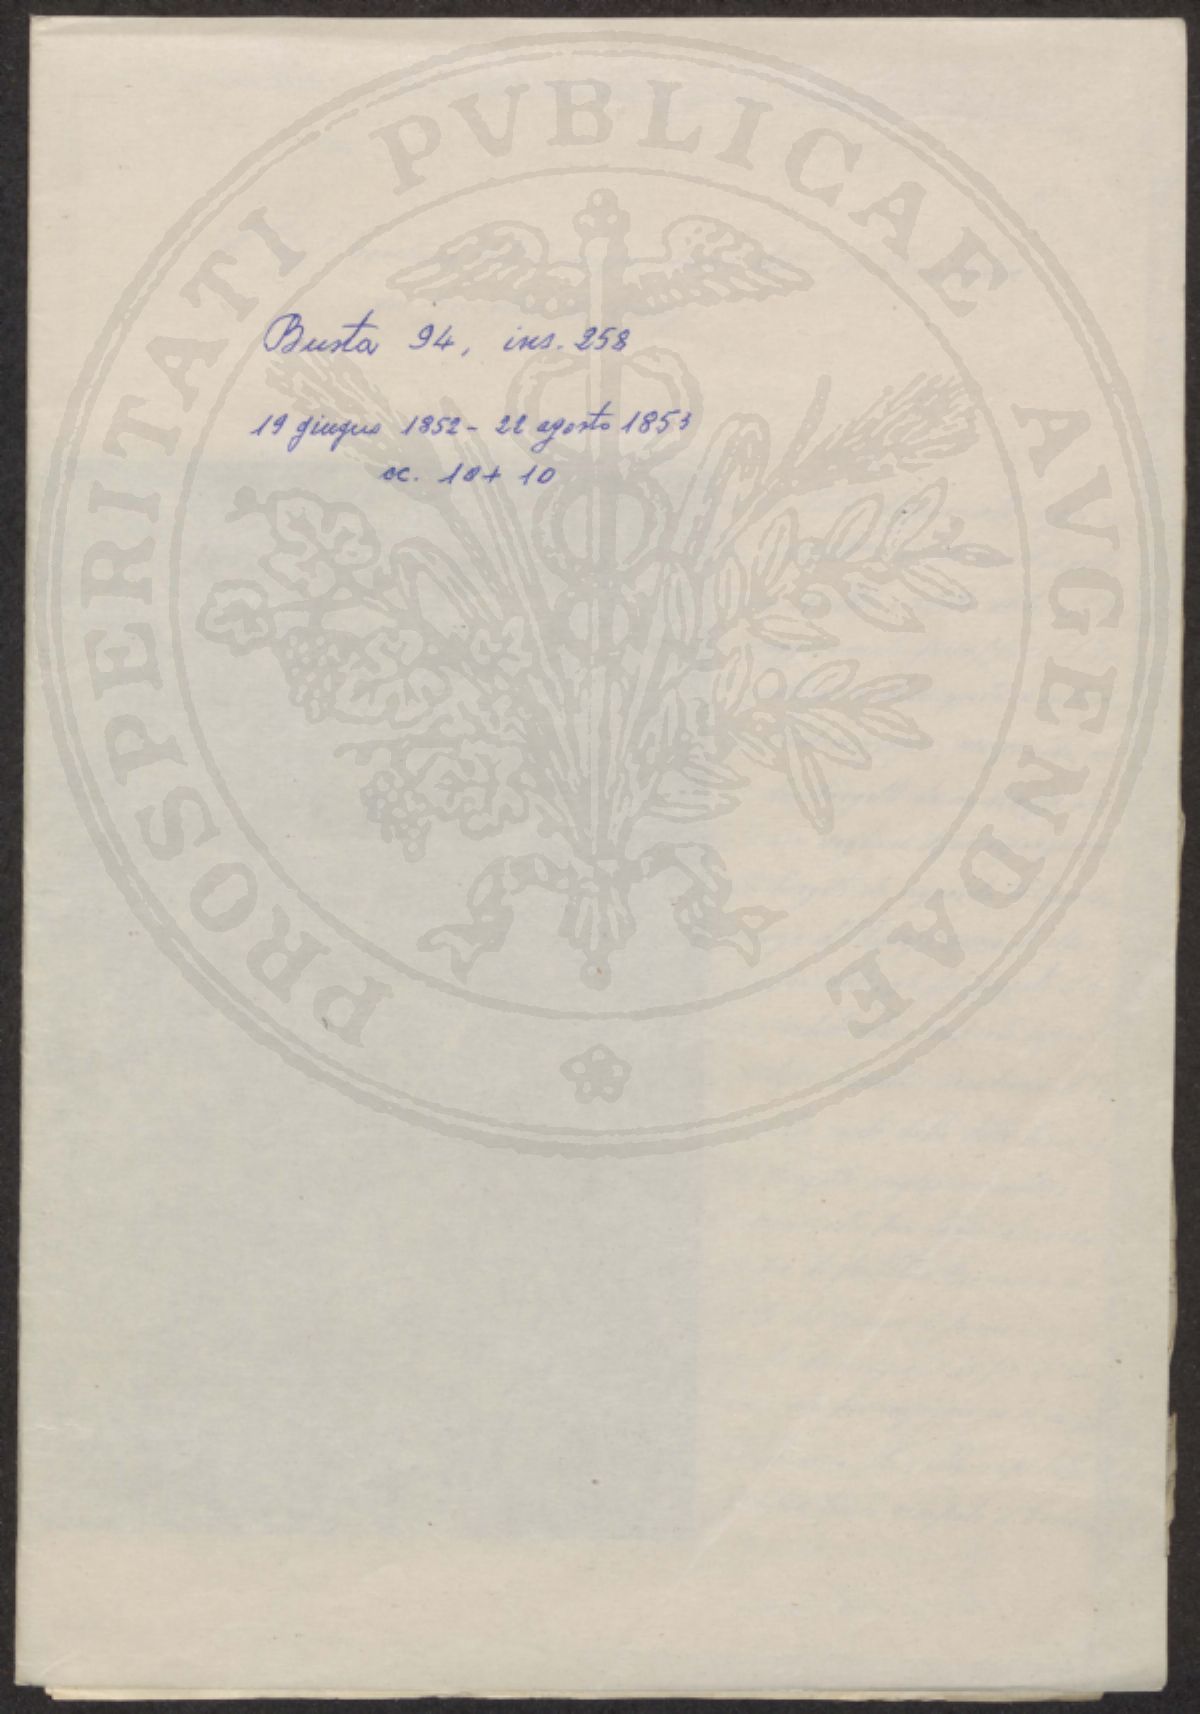 PROSPERITATI PVBLICAE AVGENDAE
Busta 94, ins. 258
19 giugno 1852 - 22 agosto 1853
cc. 10 + 10